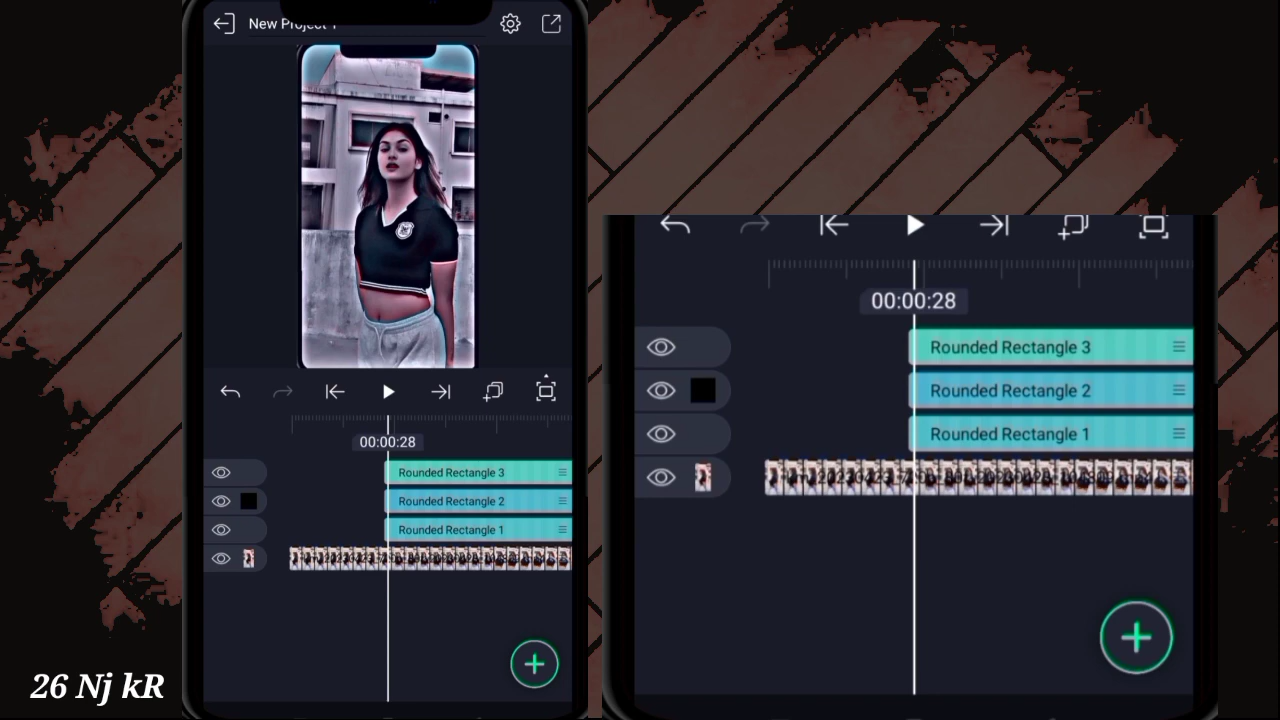 New Project 1
00:00:28
Rounded Rectangle 3
Rounded Rectangle 2
Rounded Rectangle 1
00:00:28
Rounded Rectangle 3
Rounded Rectangle 2
Rounded Rectangle 1
26 Nj kR